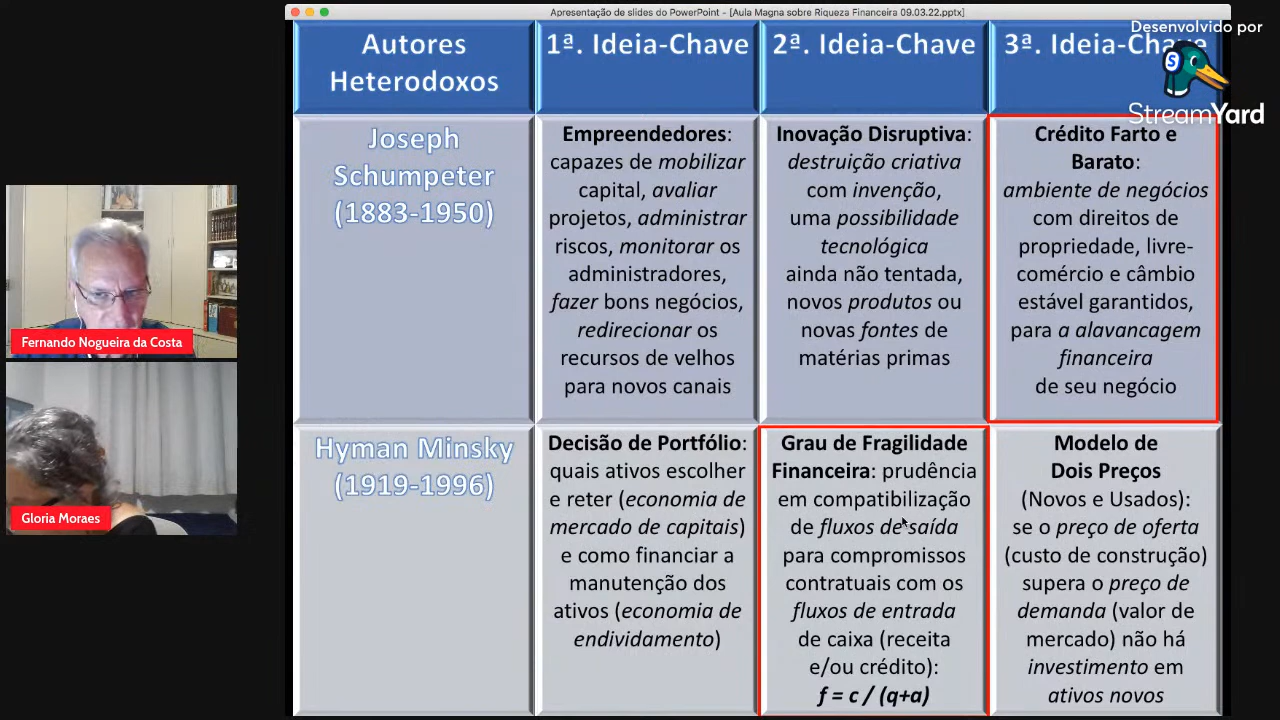 Apresentação de slides do PowerPoint - [Aula Magna sobre Riqueza Financeira 09.03.22.pptx]
Desenvolvido por
S
StreamYard
Autores
Heterodoxos
1ª. Ideia-Chave
2ª. Ideia-Chave
3ª. Ideia-Chave
Joseph
Schumpeter
(1883-1950)
Empreendedores:
capazes de mobilizar
capital, avaliar
projetos, administrar
riscos, monitorar os
administradores,
fazer bons negócios,
redirecionar os
recursos de velhos
para novos canais
Inovação Disruptiva:
destruição criativa
com invenção,
uma possibilidade
tecnológica
ainda não tentada,
novos produtos ou
novas fontes de
matérias primas
Crédito Farto e
Barato:
ambiente de negócios
com direitos de
propriedade, livre-
comércio e câmbio
estável garantidos,
para a alavancagem
financeira
de seu negócio
Hyman Minsky
(1919-1996)
Decisão de Portfólio:
quais ativos escolher
e reter (economia de
mercado de capitais)
e como financiar a
manutenção dos
ativos (economia de
endividamento)
Grau de Fragilidade
Financeira: prudência
em compatibilização
de fluxos de saída
para compromissos
contratuais com os
fluxos de entrada
de caixa (receita
e/ou crédito):
f = c / (q+a)
Modelo de
Dois Preços
(Novos e Usados):
se o preço de oferta
(custo de construção)
supera o preço de
demanda (valor de
mercado) não há
investimento em
ativos novos
Fernando Nogueira da Costa
Gloria Moraes